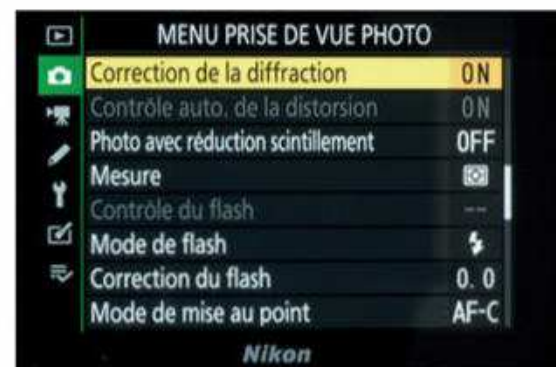 MENU PRISE DE VUE PHOTO
Correction de la diffraction ON
Contrôle auto. de la distorsion ON
Photo avec réduction scintillement OFF
Mesure
Contrôle du flash --
Mode de flash
Correction du flash 0.0
Mode de mise au point AF-C
Nikon